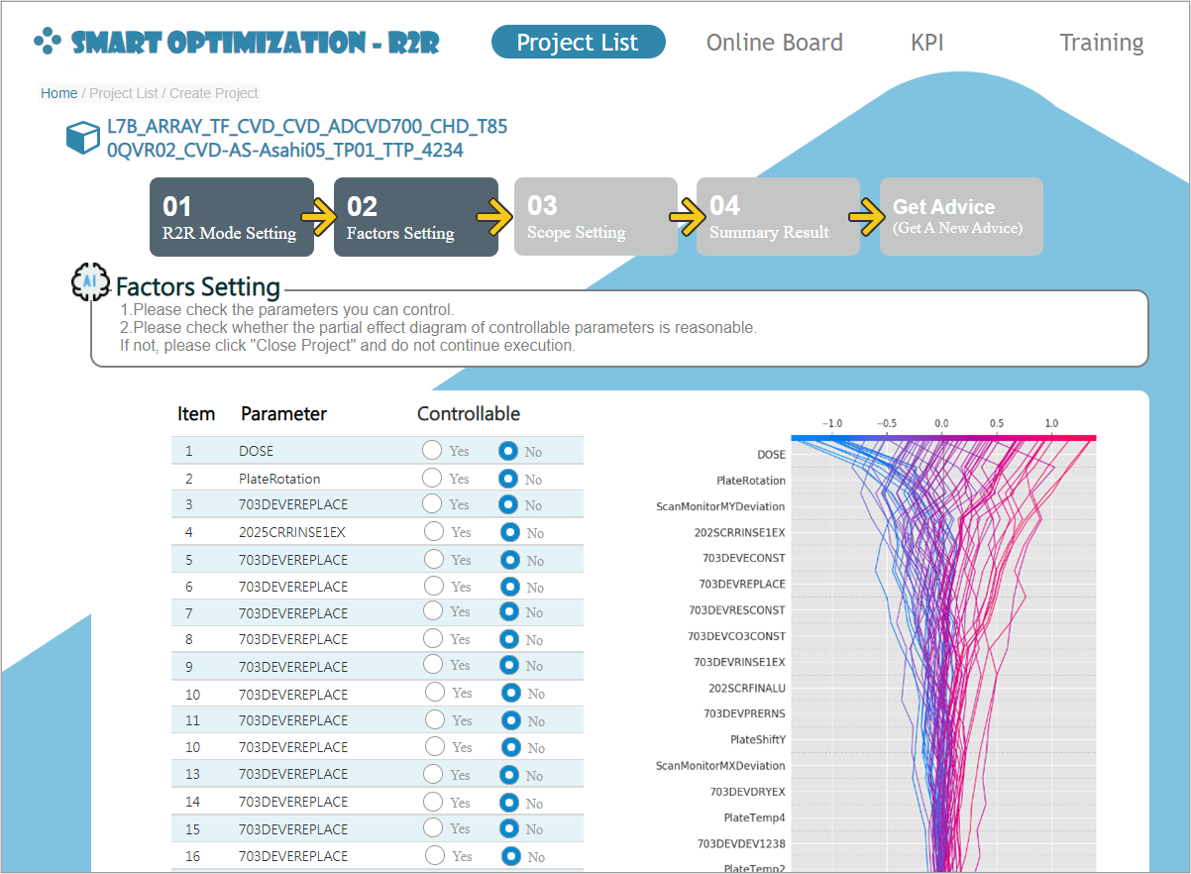 SMART OPTIMIZATION - R2R
Project List
Online Board
KPI
Training
Home / Project List / Create Project
L7B_ARRAY_TF_CVD_CVD_ADCVD700_CHD_T85
0QVR02_CVD-AS-Asahi05_TP01_TTP_4234
01
R2R Mode Setting
02
Factors Setting
03
Scope Setting
04
Summary Result
Get Advice
(Get A New Advice)
AI
Factors Setting
1.Please check the parameters you can control.
2.Please check whether the partial effect diagram of controllable parameters is reasonable.
If not, please click "Close Project" and do not continue execution.
Item Parameter Controllable
1 DOSE Yes No
2 PlateRotation Yes No
3 703DEVEREPLACE Yes No
4 2025CRRINSE1EX Yes No
5 703DEVEREPLACE Yes No
6 703DEVEREPLACE Yes No
7 703DEVEREPLACE Yes No
8 703DEVEREPLACE Yes No
9 703DEVEREPLACE Yes No
10 703DEVEREPLACE Yes No
11 703DEVEREPLACE Yes No
10 703DEVEREPLACE Yes No
13 703DEVEREPLACE Yes No
14 703DEVEREPLACE Yes No
15 703DEVEREPLACE Yes No
16 703DEVEREPLACE Yes No
−1.0 −0.5 0.0 0.5 1.0
DOSE
PlateRotation
ScanMonitorMYDeviation
202SCRRINSE1EX
703DEVECONST
703DEVREPLACE
703DEVRESCONST
703DEVCO3CONST
703DEVRINSE1EX
202SCRFINALU
703DEVPRERNS
PlateShiftY
ScanMonitorMXDeviation
703DEVDRYEX
PlateTemp4
703DEVDEV1238
PlateTemp2